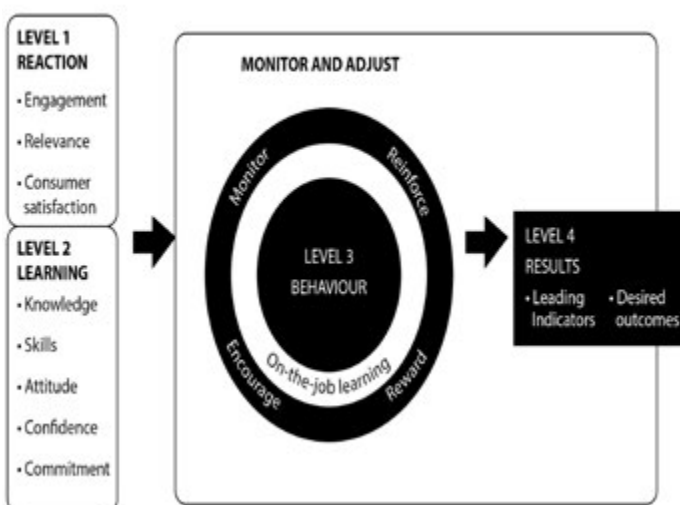 LEVEL 1
REACTION
• Engagement
• Relevance
• Consumer
satisfaction
LEVEL 2
LEARNING
• Knowledge
• Skills
• Attitude
• Confidence
• Commitment
MONITOR AND ADJUST
Monitor
Reinforce
LEVEL 3
BEHAVIOUR
On-the-job learning
Encourage
Reward
LEVEL 4
RESULTS
• Leading • Desired
Indicators outcomes